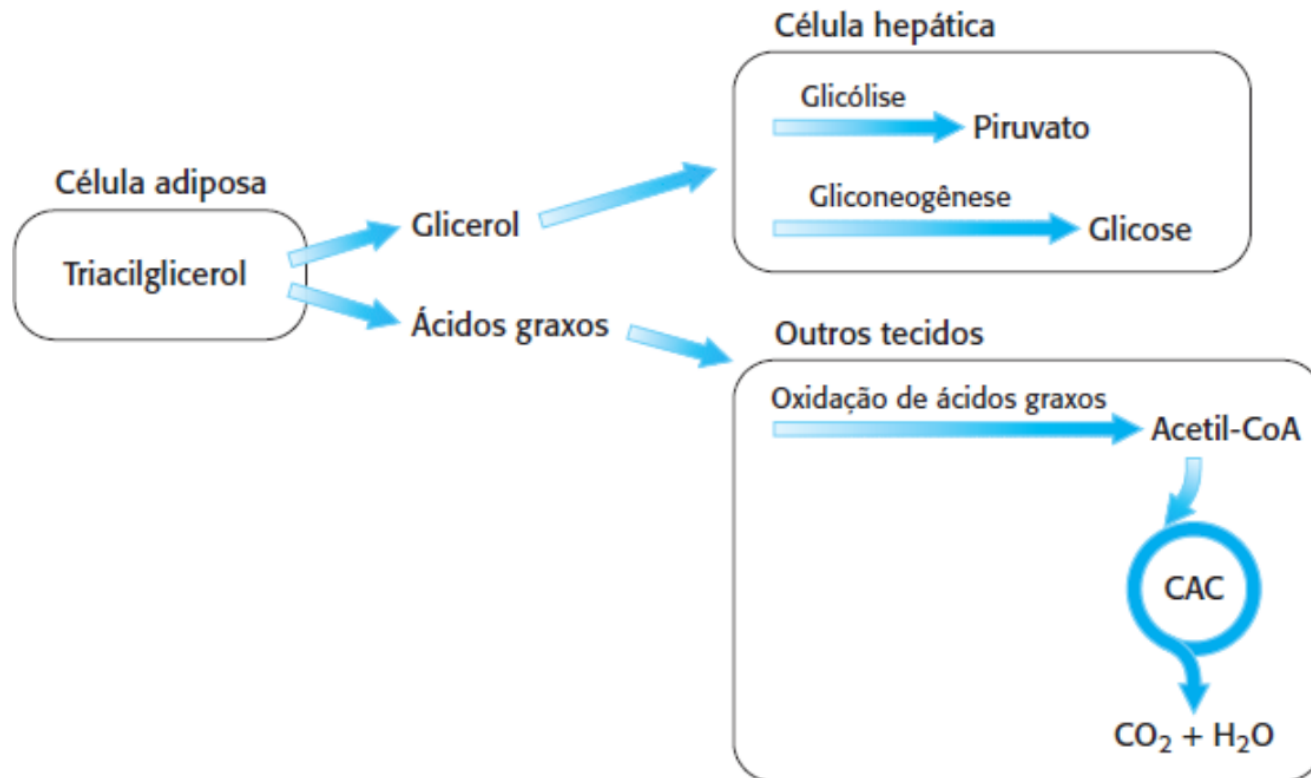 Célula hepática
Glicólise
Piruvato
Gliconeogênese
Glicose
Célula adiposa
Triacilglicerol
Glicerol
Ácidos graxos
Outros tecidos
Oxidação de ácidos graxos
Acetil-CoA
CAC
CO₂ + H₂O